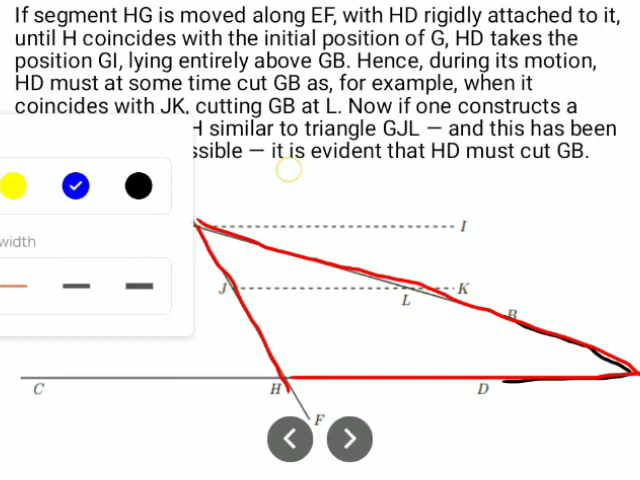 If segment HG is moved along EF, with HD rigidly attached to it,
until H coincides with the initial position of G, HD takes the
position GI, lying entirely above GB. Hence, during its motion,
HD must at some time cut GB as, for example, when it
coincides with JK, cutting GB at L. Now if one constructs a
H similar to triangle GJL — and this has been
ssible — it is evident that HD must cut GB.
width
I
J
L
K
B
C
H
D
F